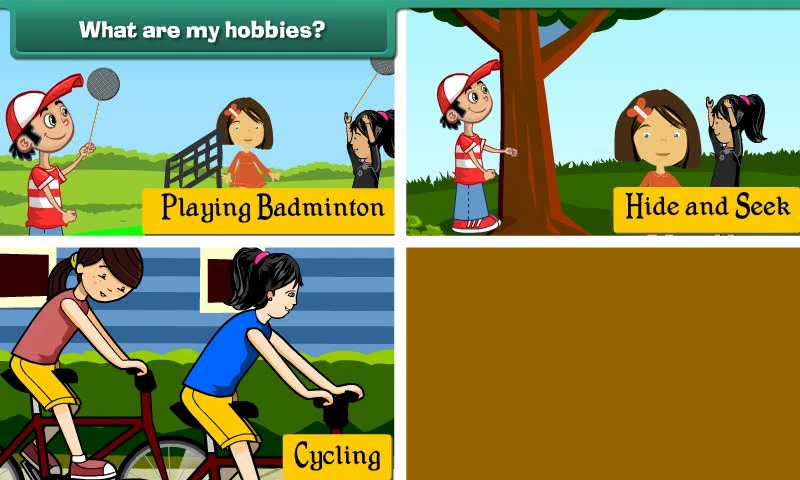 What are my hobbies?
Playing Badminton
Hide and Seek
Cycling